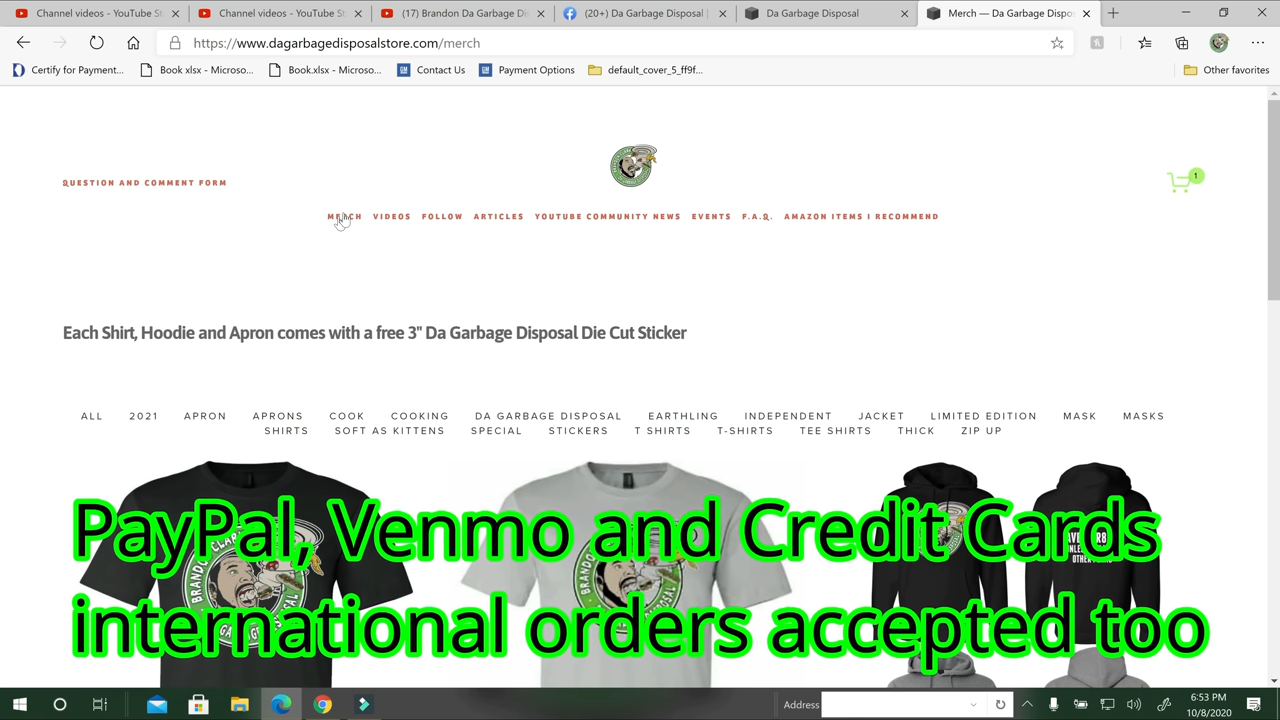 Channel videos - YouTube St
Channel videos - YouTube St
(17) Brandon Da Garbage Di
(20+) Da Garbage Disposal |
Da Garbage Disposal
Merch — Da Garbage Dispo
https://www.dagarbagedisposalstore.com/merch
Certify for Payment...
Book xlsx - Microso...
Book.xlsx - Microso...
Contact Us
Payment Options
default_cover_5_ff9f...
Other favorites
QUESTION AND COMMENT FORM
1
MERCH VIDEOS FOLLOW ARTICLES YOUTUBE COMMUNITY NEWS EVENTS F.A.Q. AMAZON ITEMS I RECOMMEND
Each Shirt, Hoodie and Apron comes with a free 3" Da Garbage Disposal Die Cut Sticker
ALL 2021 APRON APRONS COOK COOKING DA GARBAGE DISPOSAL EARTHLING INDEPENDENT JACKET LIMITED EDITION MASK MASKS
SHIRTS SOFT AS KITTENS SPECIAL STICKERS T SHIRTS T-SHIRTS TEE SHIRTS THICK ZIP UP
PayPal, Venmo and Credit Cards
international orders accepted too
Address
6:53 PM
10/8/2020